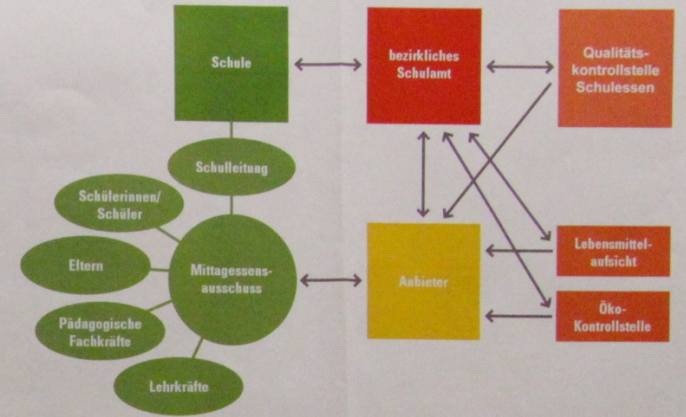 Schule
bezirkliches
Schulamt
Qualitäts-
kontrollstelle
Schulessen
Schulleitung
Schülerinnen/
Schüler
Eltern
Mittagessens-
ausschuss
Pädagogische
Fachkräfte
Lehrkräfte
Anbieter
Lebensmittel-
aufsicht
Öko-
Kontrollstelle